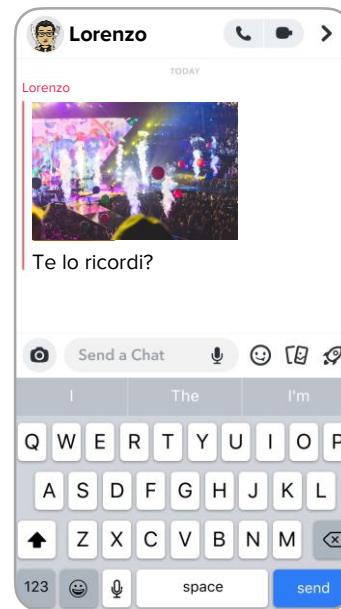 Lorenzo
TODAY
Lorenzo
Te lo ricordi?
Send a Chat
I The I'm
Q W E R T Y U I O P
A S D F G H J K L
Z X C V B N M
123 space send